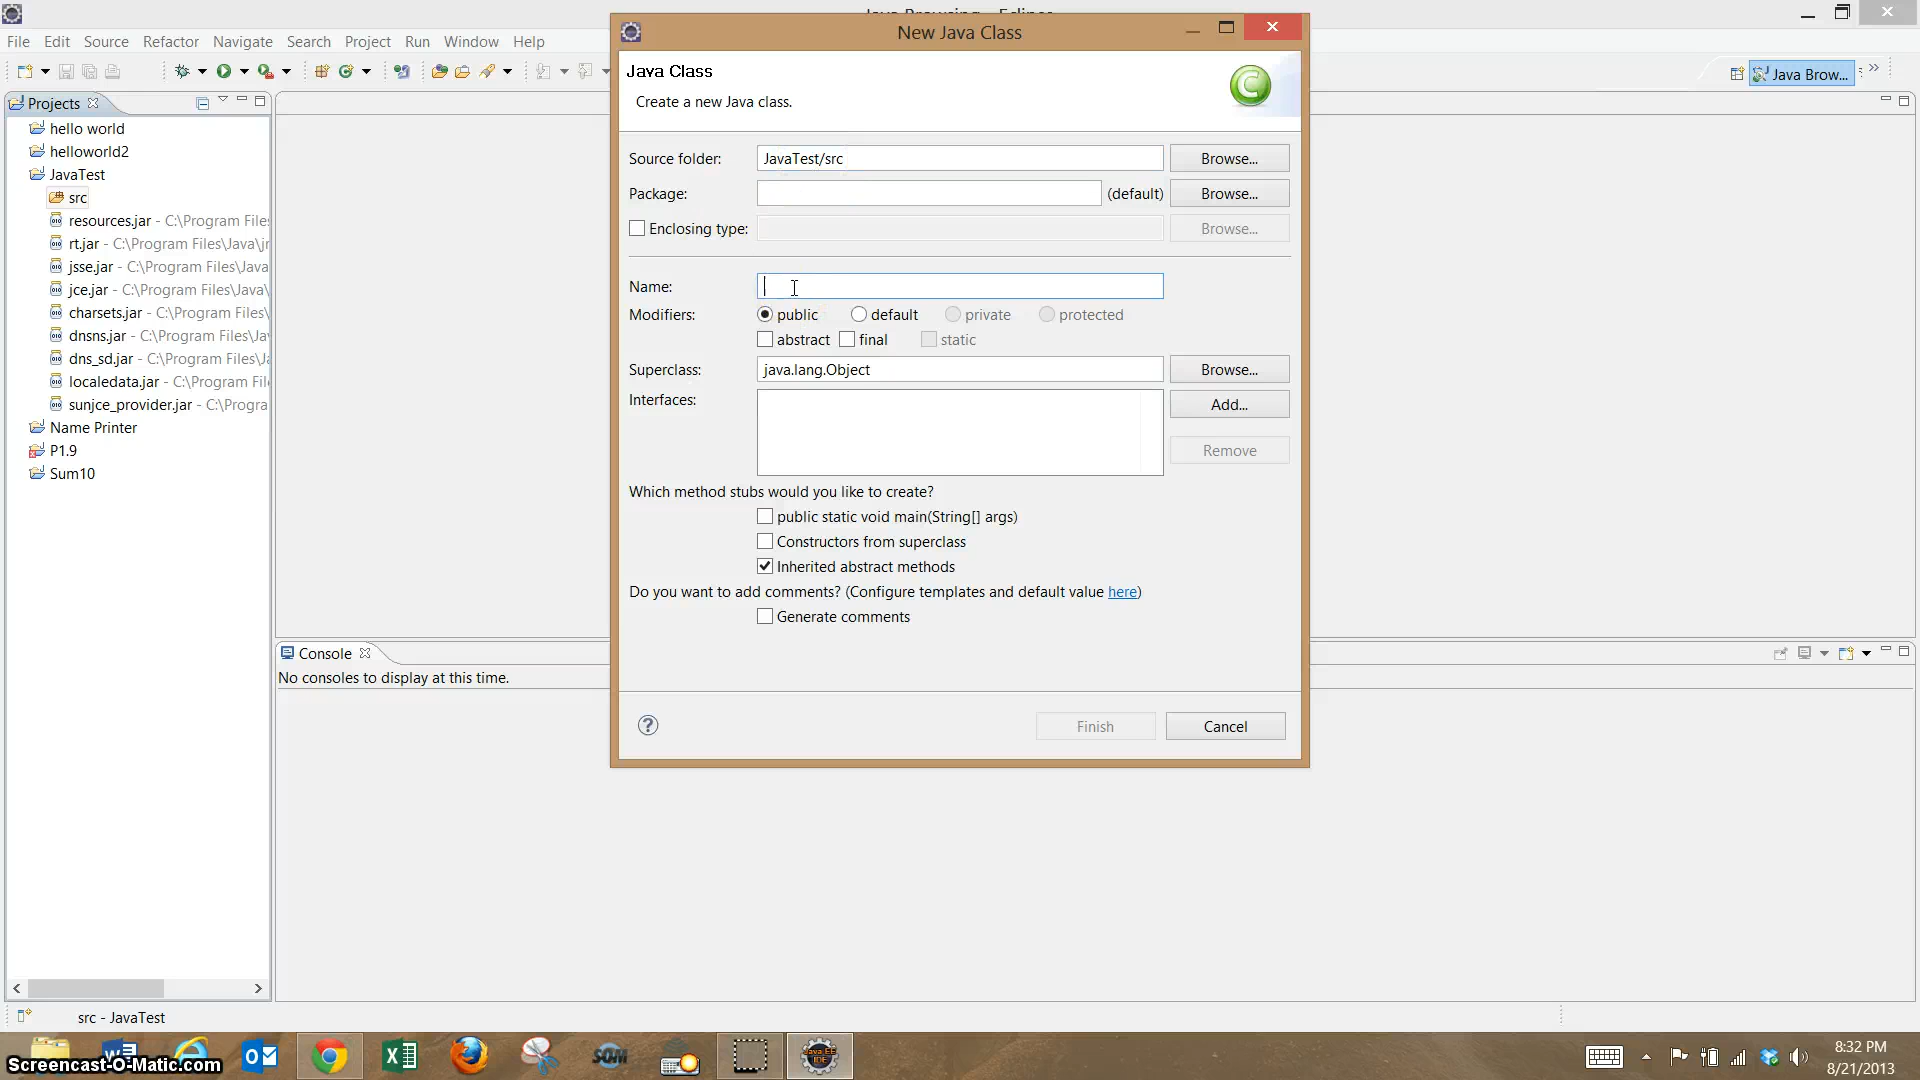 New Java Class
File Edit Source Refactor Navigate Search Project Run Window Help
Java Class
Create a new Java class.
Java Brow...
Projects
hello world
helloworld2
JavaTest
src
resources.jar - C:\Program Files
rt.jar - C:\Program Files\Java\jr
jsse.jar - C:\Program Files\Java
jce.jar - C:\Program Files\Java\
charsets.jar - C:\Program Files\
dnsns.jar - C:\Program Files\Ja
dns_sd.jar - C:\Program Files\Ja
localedata.jar - C:\Program File
sunjce_provider.jar - C:\Progra
Name Printer
P1.9
Sum10
Source folder: JavaTest/src Browse...
Package: (default) Browse...
Enclosing type: Browse...
Name:
Modifiers: public default private protected
abstract final static
Superclass: java.lang.Object Browse...
Interfaces: Add...
Remove
Which method stubs would you like to create?
public static void main(String[] args)
Constructors from superclass
Inherited abstract methods
Do you want to add comments? (Configure templates and default value here)
Generate comments
Finish Cancel
Console
No consoles to display at this time.
src - JavaTest
Screencast-O-Matic.com
SOM
Java EE
IDE
8:32 PM
8/21/2013